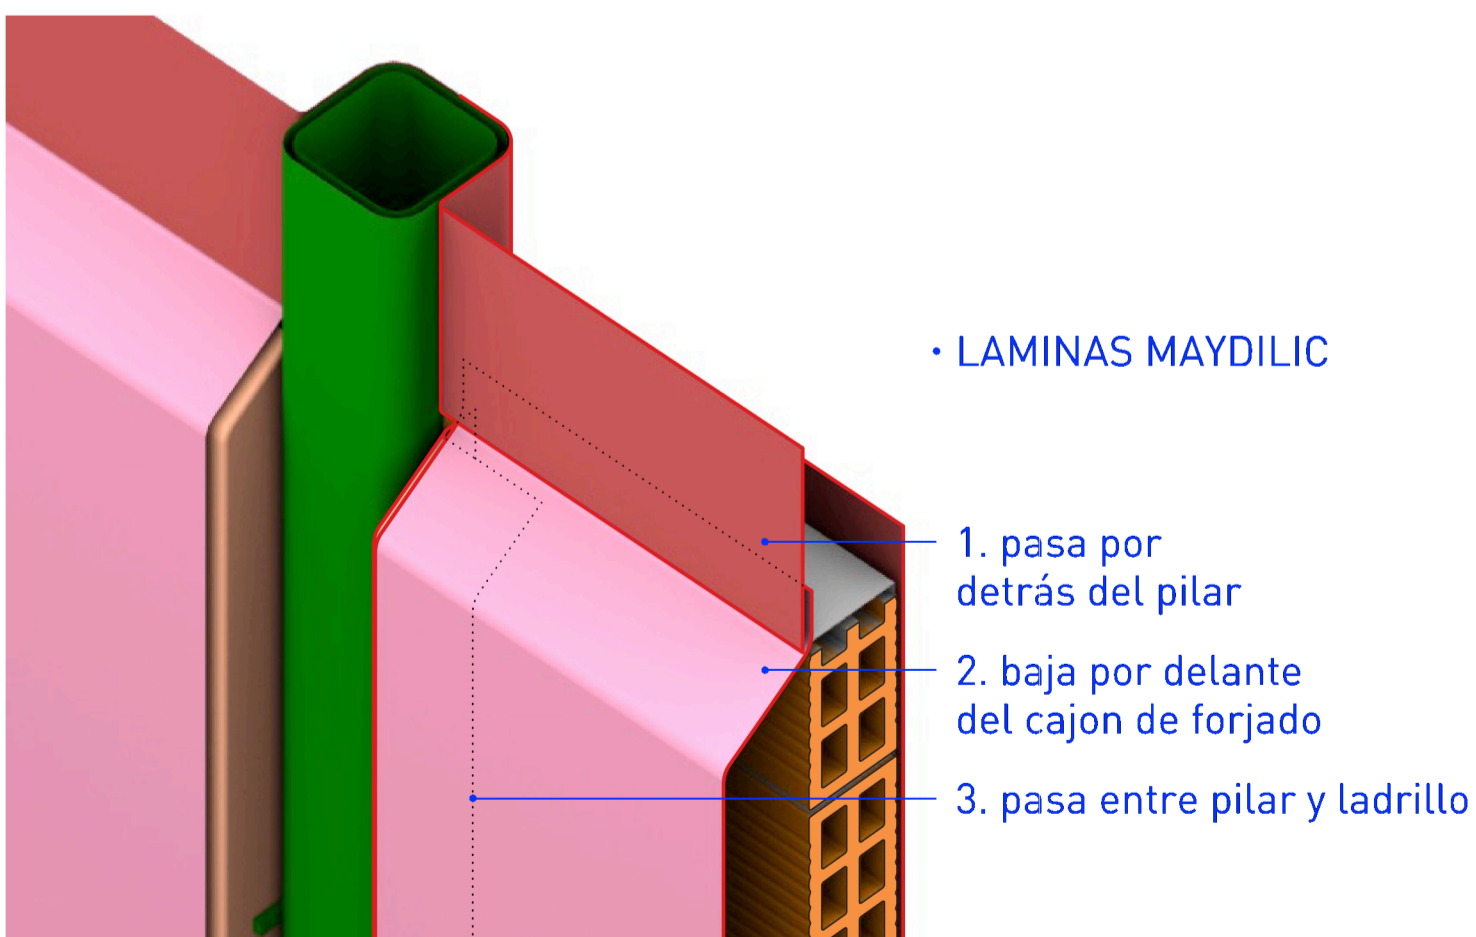 • LAMINAS MAYDILIC
1. pasa por
detrás del pilar
2. baja por delante
del cajon de forjado
3. pasa entre pilar y ladrillo